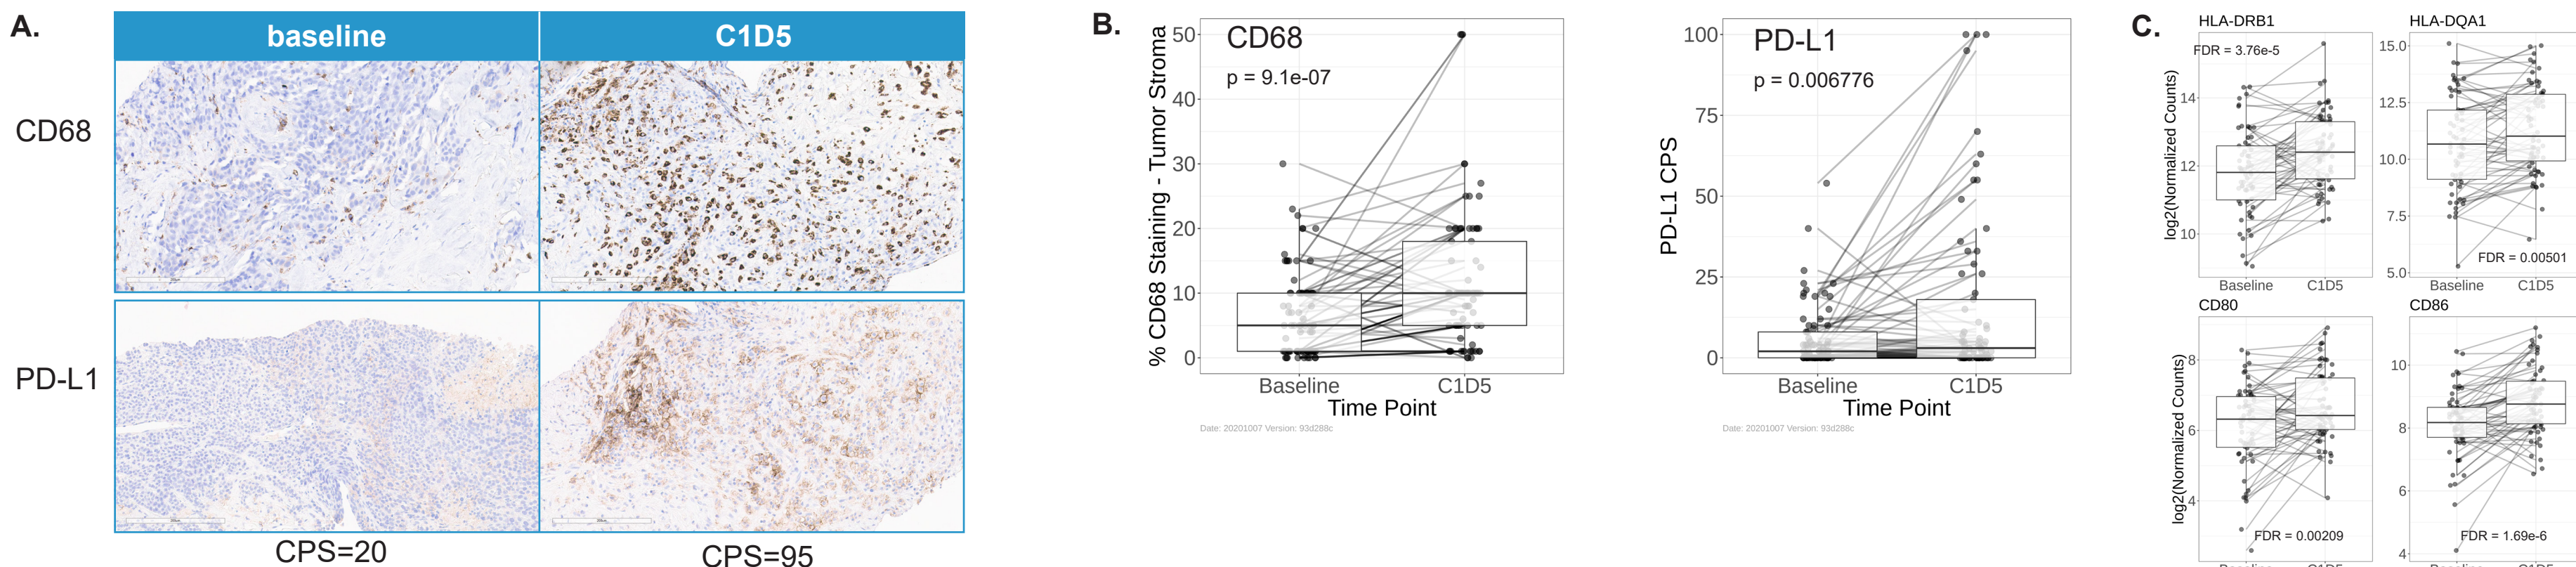 A.
baseline
C1D5
CD68
PD-L1
CPS=20
CPS=95
B.
CD68
p = 9.1e-07
% CD68 Staining - Tumor Stroma
50
40
30
20
10
0
Baseline
C1D5
Time Point
Date: 20201007 Version: 93d288c
PD-L1
p = 0.006776
PD-L1 CPS
100
75
50
25
0
Baseline
C1D5
Time Point
Date: 20201007 Version: 93d288c
C.
HLA-DRB1
FDR = 3.76e-5
log2(Normalized Counts)
14
12
10
Baseline
C1D5
HLA-DQA1
15.0
12.5
10.0
7.5
5.0
FDR = 0.00501
Baseline
C1D5
CD80
log2(Normalized Counts)
8
6
4
FDR = 0.00209
Baseline
C1D5
CD86
10
8
6
4
FDR = 1.69e-6
Baseline
C1D5